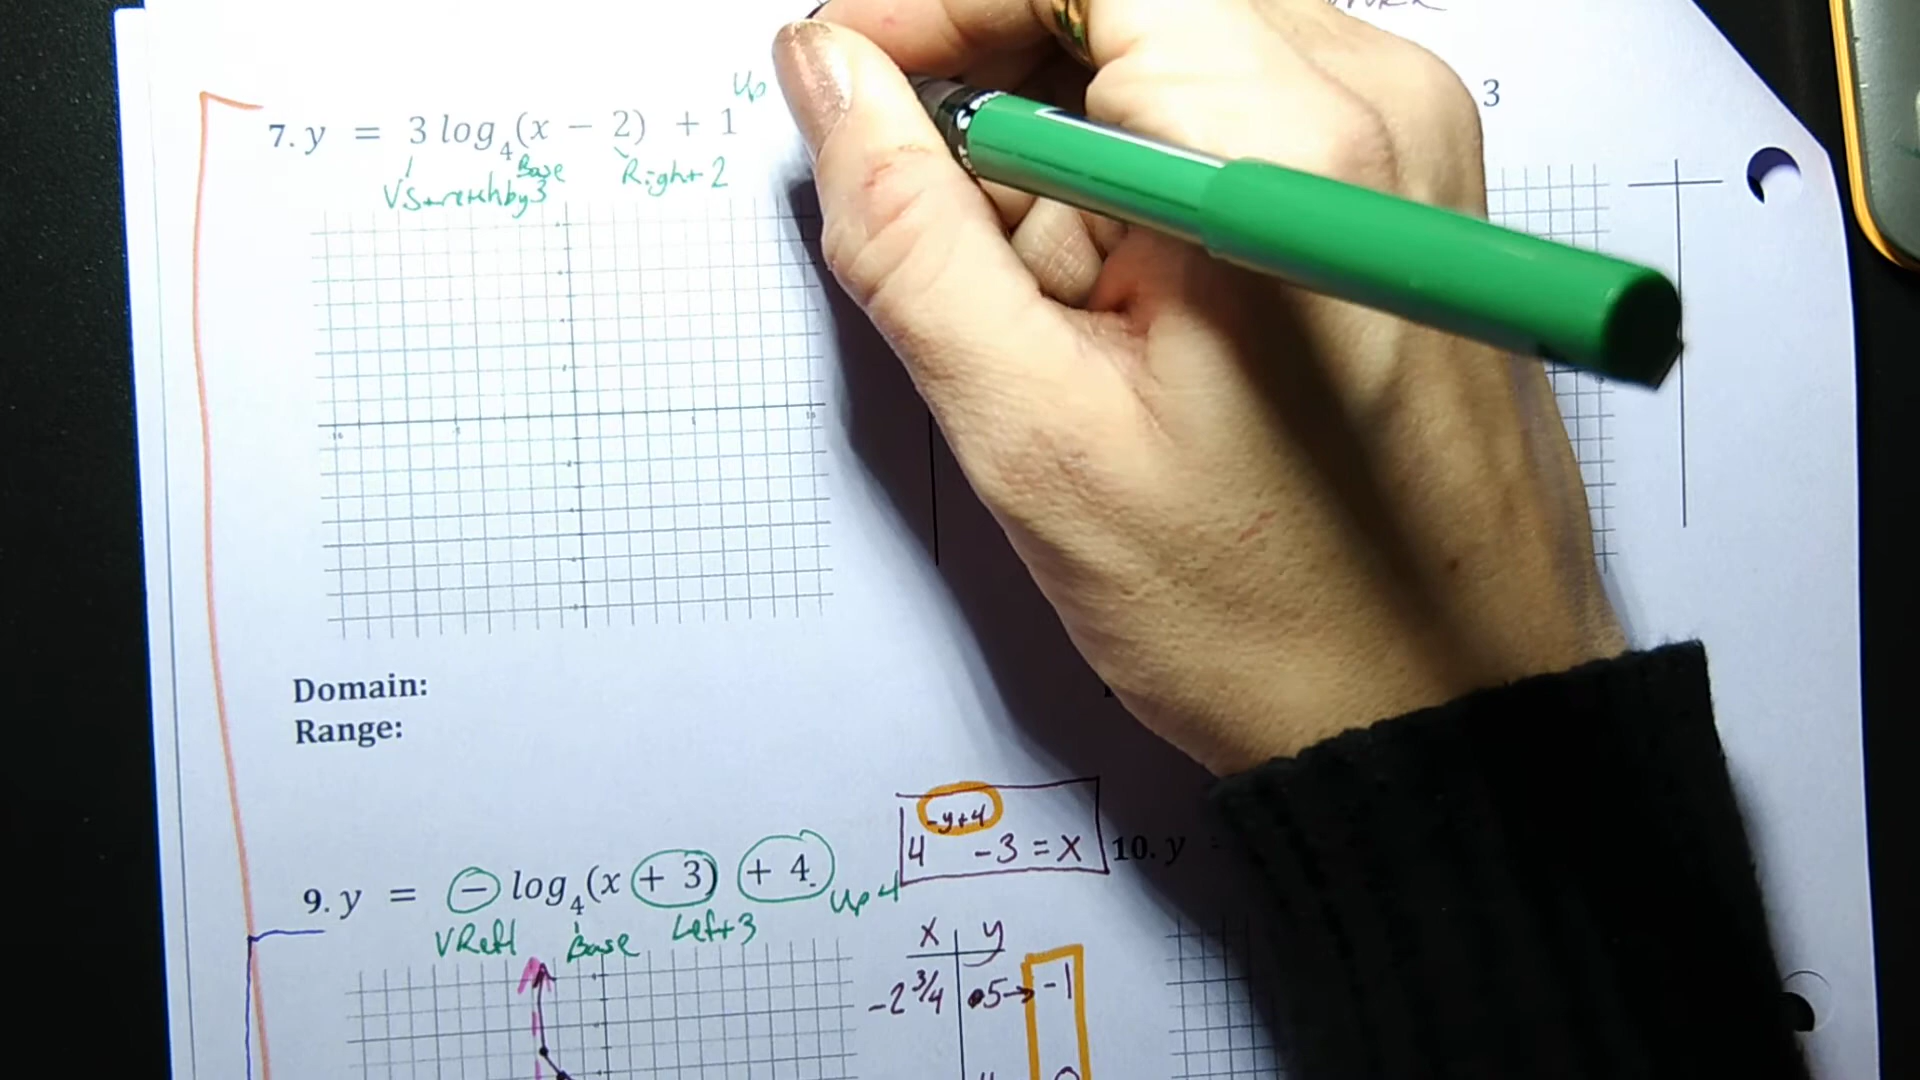 Up
3
7. y = 3 log₄(x − 2) + 1
Base
VStretch by 3
Right 2
Domain:
Range:
4^(-y+4) -3 = x
10. y
9. y = − log₄(x + 3) + 4
Up 4
VRefl
Base
Left 3
x y
-2 3/4 5→ -1